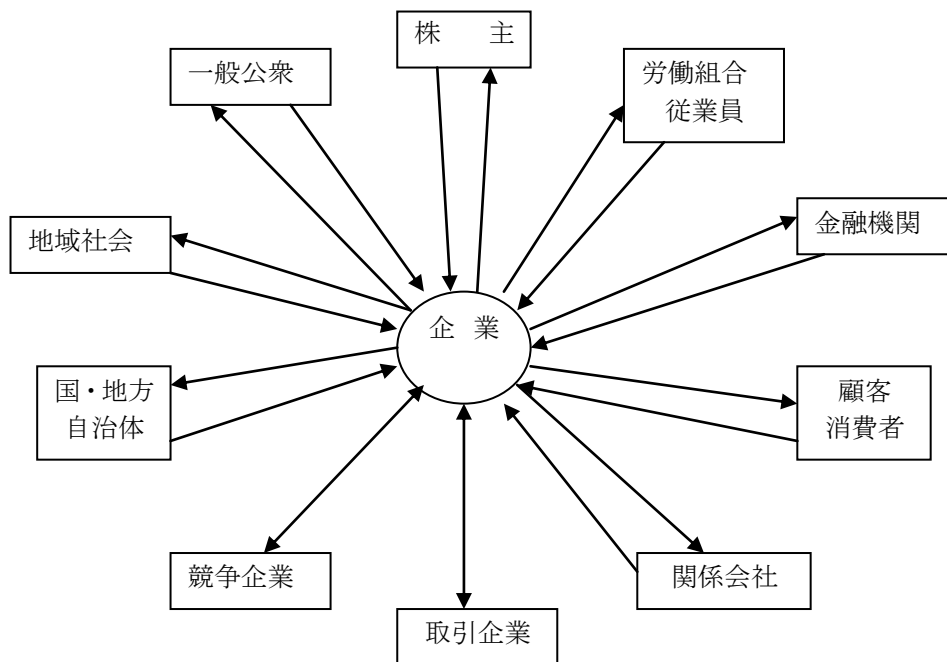 株 主
一般公衆
労働組合
従業員
地域社会
金融機関
企 業
国・地方
自治体
顧客
消費者
競争企業
関係会社
取引企業